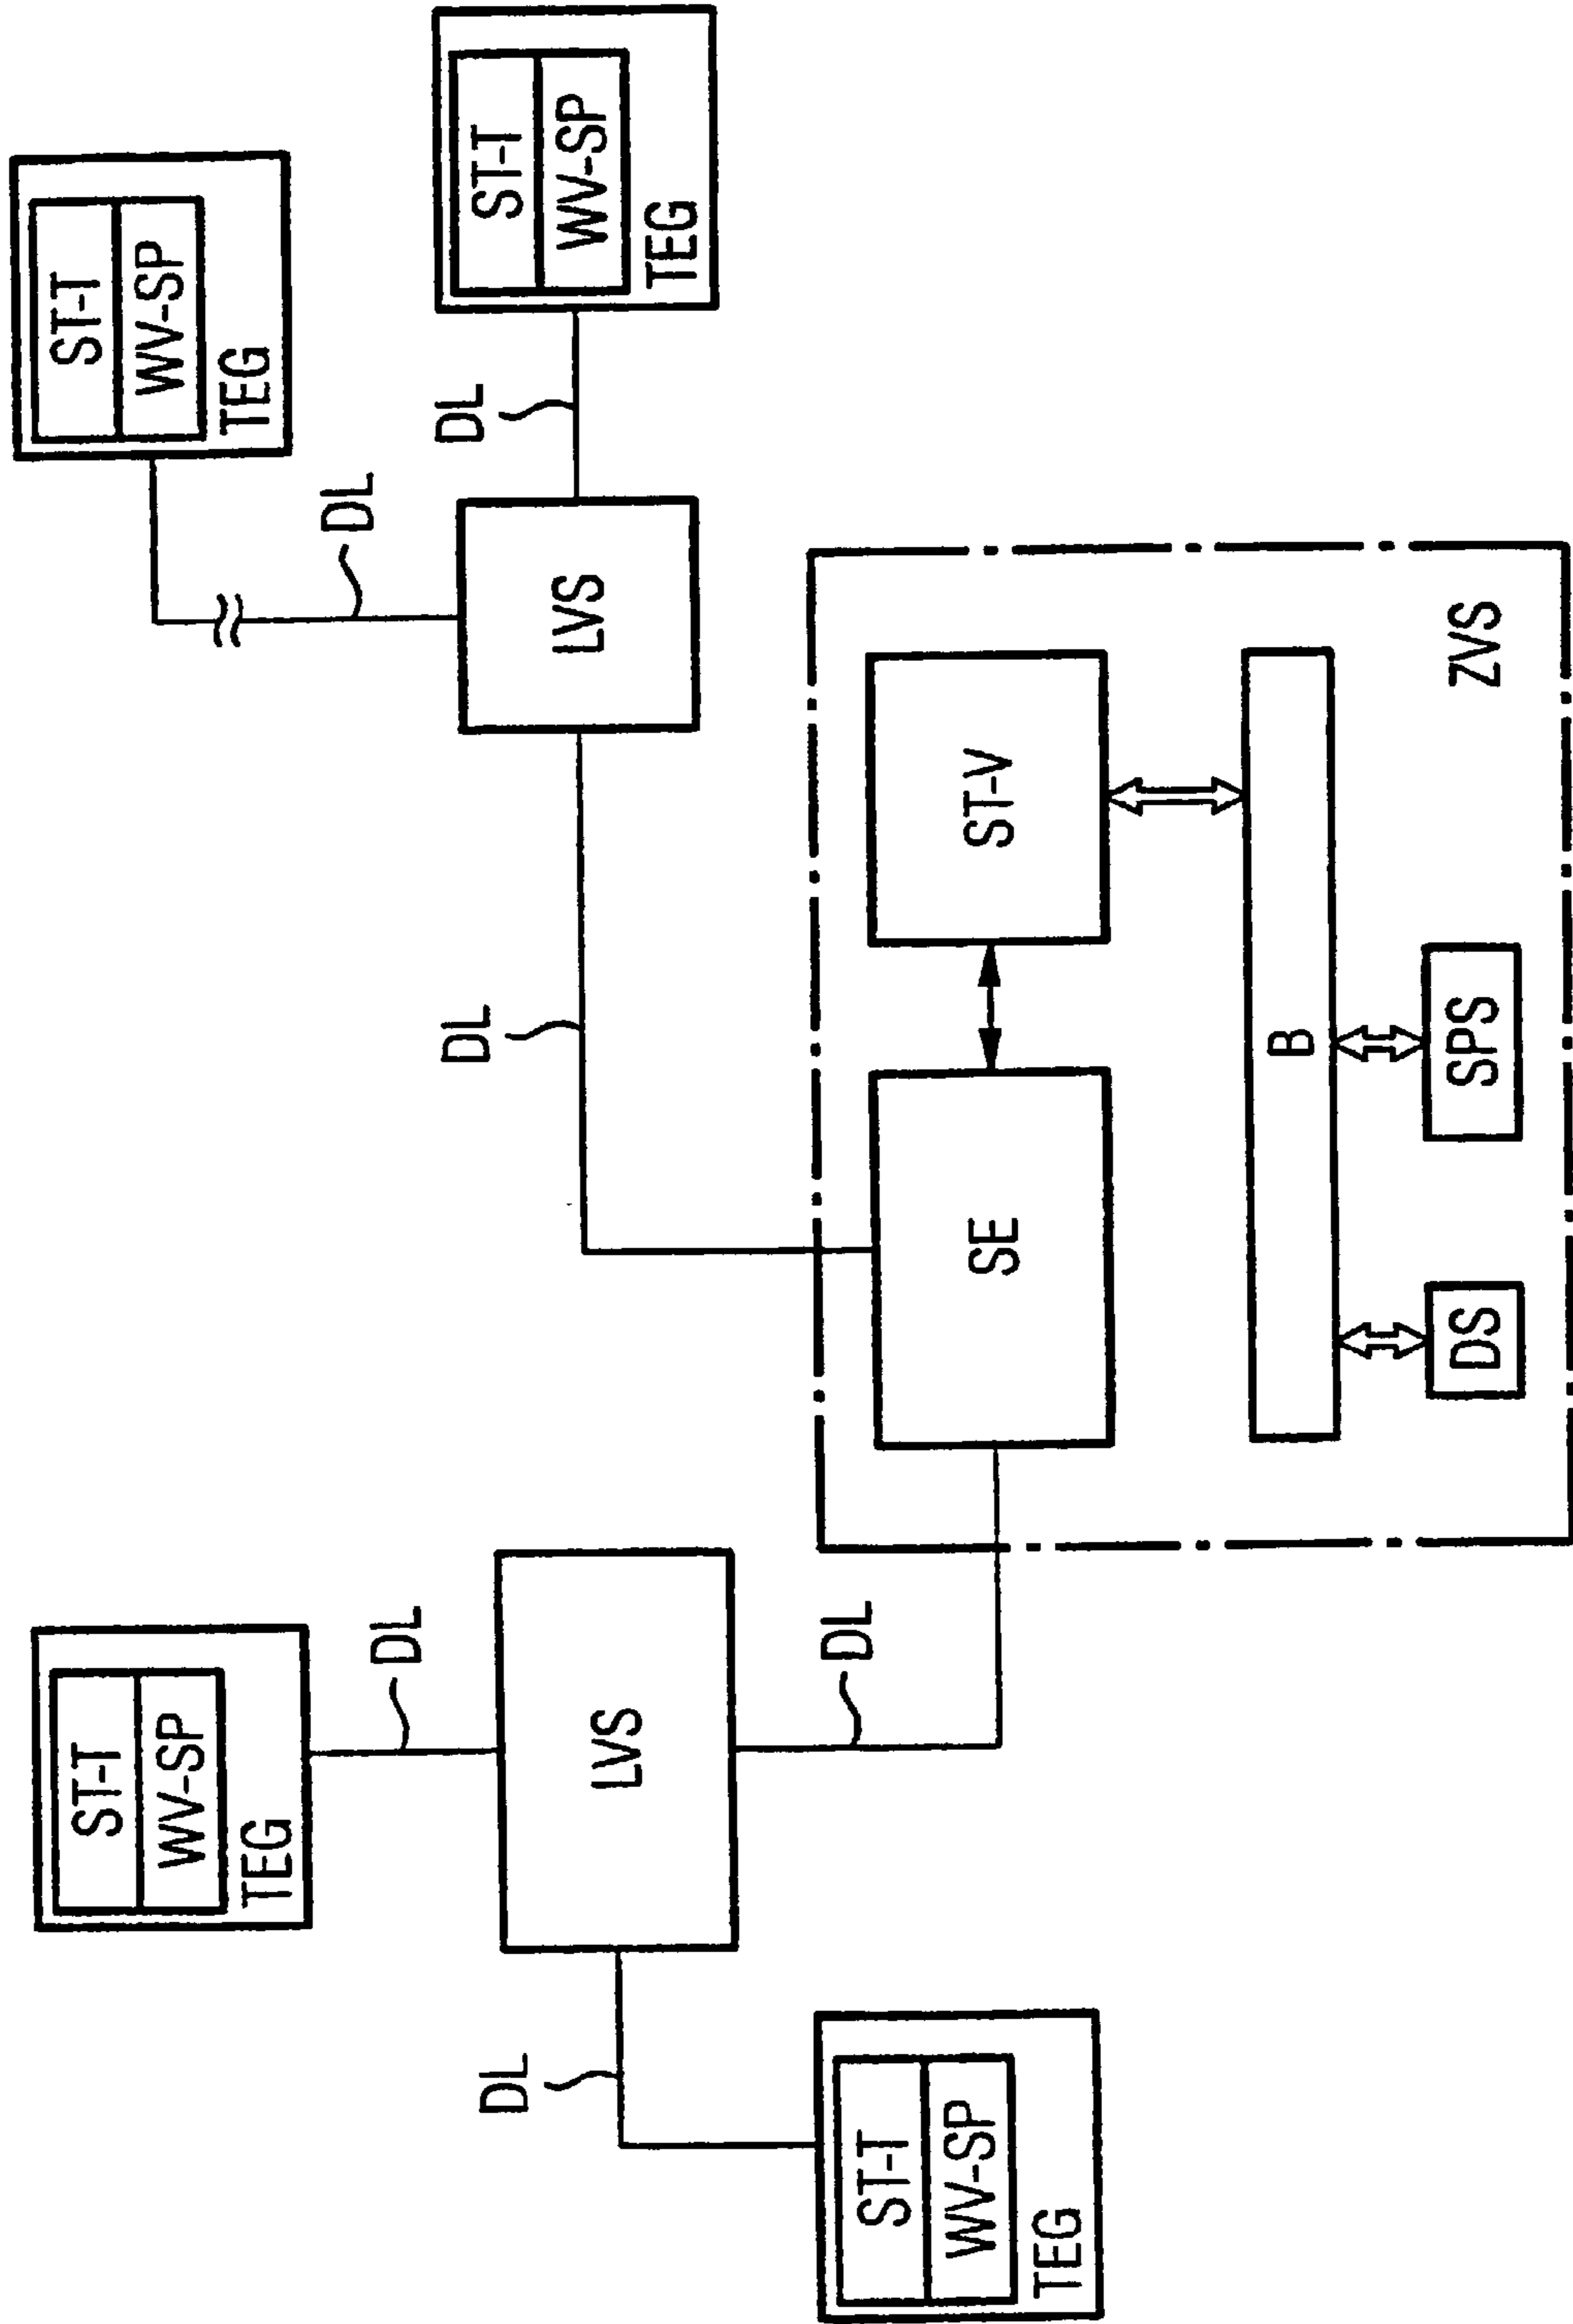 ST-T
WV-SP
TEG
ST-T
WV-SP
TEG
DL
DL
DL
ST-T
WV-SP
TEG
DL
DL
LVS
LVS
DL
ST-T
WV-SP
TEG
SE
ST-V
B
DS
SPS
ZVS